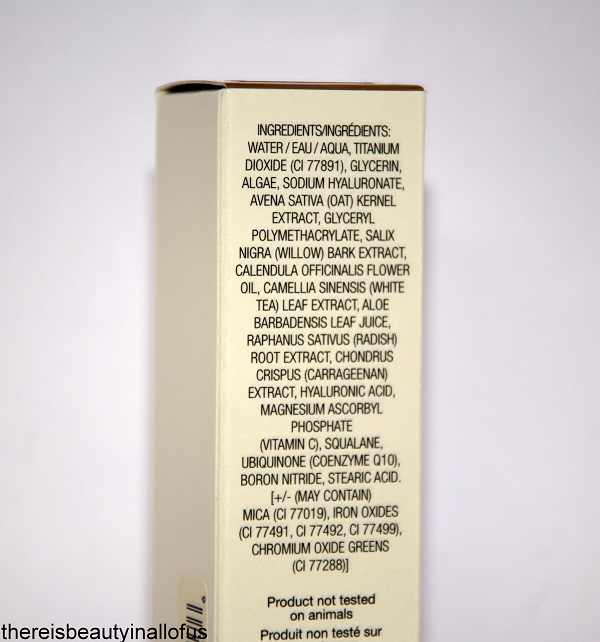 INGREDIENTS/INGRÉDIENTS:
WATER / EAU / AQUA, TITANIUM
DIOXIDE (CI 77891), GLYCERIN,
ALGAE, SODIUM HYALURONATE,
AVENA SATIVA (OAT) KERNEL
EXTRACT, GLYCERYL
POLYMETHACRYLATE, SALIX
NIGRA (WILLOW) BARK EXTRACT,
CALENDULA OFFICINALIS FLOWER
OIL, CAMELLIA SINENSIS (WHITE
TEA) LEAF EXTRACT, ALOE
BARBADENSIS LEAF JUICE,
RAPHANUS SATIVUS (RADISH)
ROOT EXTRACT, CHONDRUS
CRISPUS (CARRAGEENAN)
EXTRACT, HYALURONIC ACID,
MAGNESIUM ASCORBYL
PHOSPHATE
(VITAMIN C), SQUALANE,
UBIQUINONE (COENZYME Q10),
BORON NITRIDE, STEARIC ACID.
[+/- (MAY CONTAIN)
MICA (CI 77019), IRON OXIDES
(CI 77491, CI 77492, CI 77499),
CHROMIUM OXIDE GREENS
(CI 77288)]
Product not tested
on animals
Produit non testé sur
thereisbeautyinallofus